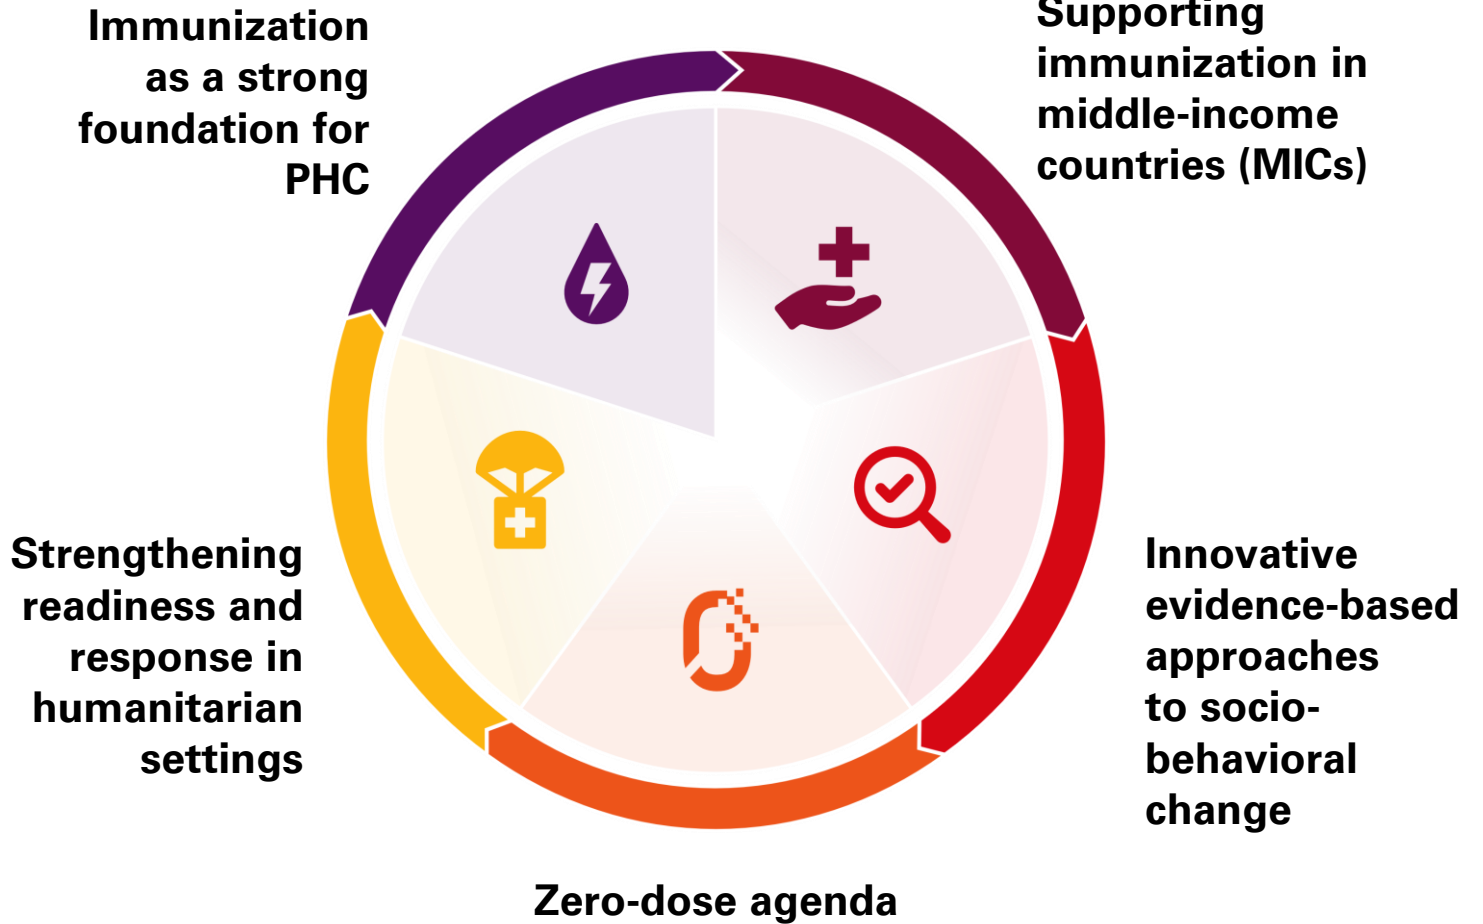 Immunization
as a strong
foundation for
PHC
Supporting
immunization in
middle-income
countries (MICs)
Innovative
evidence-based
approaches
to socio-
behavioral
change
Zero-dose agenda
Strengthening
readiness and
response in
humanitarian
settings